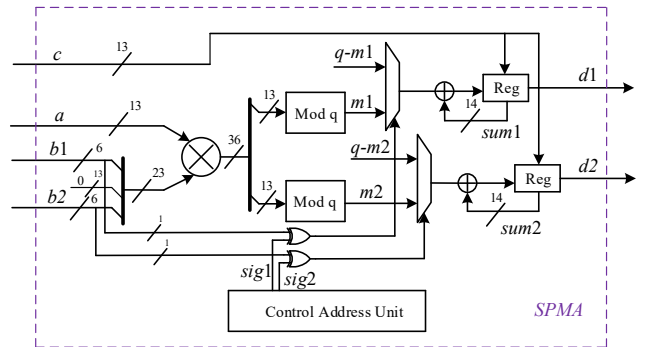 c 13 q-m1 d1
a 13 13 Mod q m1 14 Reg sum1
b1 6 36 q-m2
0 13 23 d2
b2 6 13 Mod q m2 14 Reg sum2
1
1
sig1 sig2
Control Address Unit SPMA